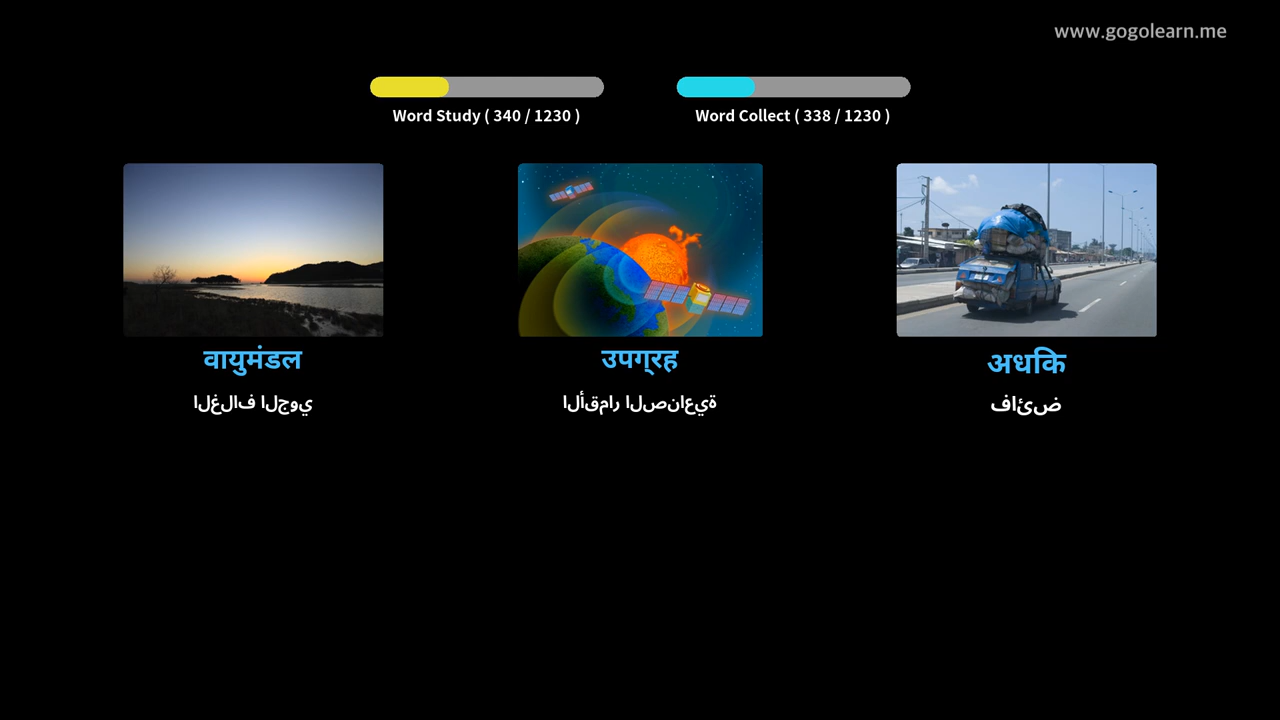 www.gogolearn.me
Word Study ( 340 / 1230 )
Word Collect ( 338 / 1230 )
वायुमंडल
الغلاف الجوي
उपग्रह
الأقمار الصناعية
अधकि
فائض